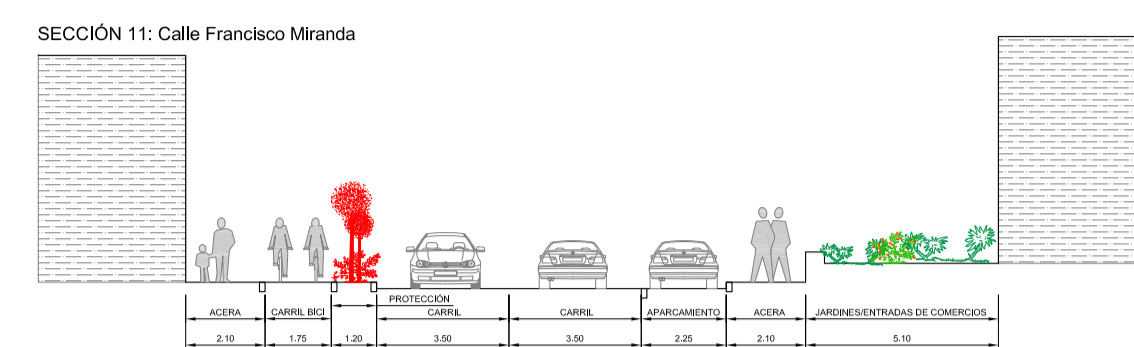 SECCIÓN 11: Calle Francisco Miranda
PROTECCIÓN
ACERA CARRIL BICI CARRIL CARRIL APARCAMIENTO ACERA JARDINES/ENTRADAS DE COMERCIOS
2.10 1.75 1.20 3.50 3.50 2.25 2.10 5.10